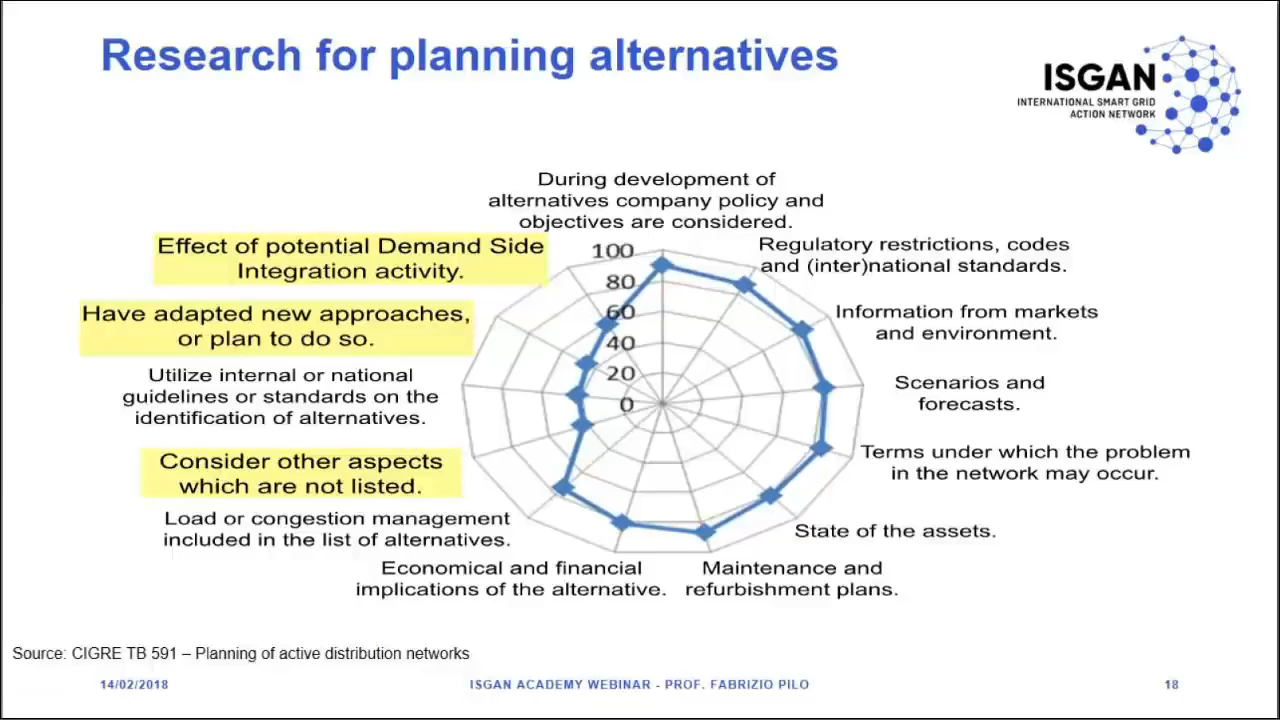 Research for planning alternatives
ISGAN
INTERNATIONAL SMART GRID
ACTION NETWORK
During development of
alternatives company policy and
objectives are considered.
Regulatory restrictions, codes
and (inter)national standards.
Information from markets
and environment.
Scenarios and
forecasts.
Terms under which the problem
in the network may occur.
State of the assets.
Maintenance and
refurbishment plans.
Economical and financial
implications of the alternative.
Load or congestion management
included in the list of alternatives.
Consider other aspects
which are not listed.
Utilize internal or national
guidelines or standards on the
identification of alternatives.
Have adapted new approaches,
or plan to do so.
Effect of potential Demand Side
Integration activity.
100
80
60
40
20
0
Source: CIGRE TB 591 – Planning of active distribution networks
14/02/2018
ISGAN ACADEMY WEBINAR - PROF. FABRIZIO PILO
18